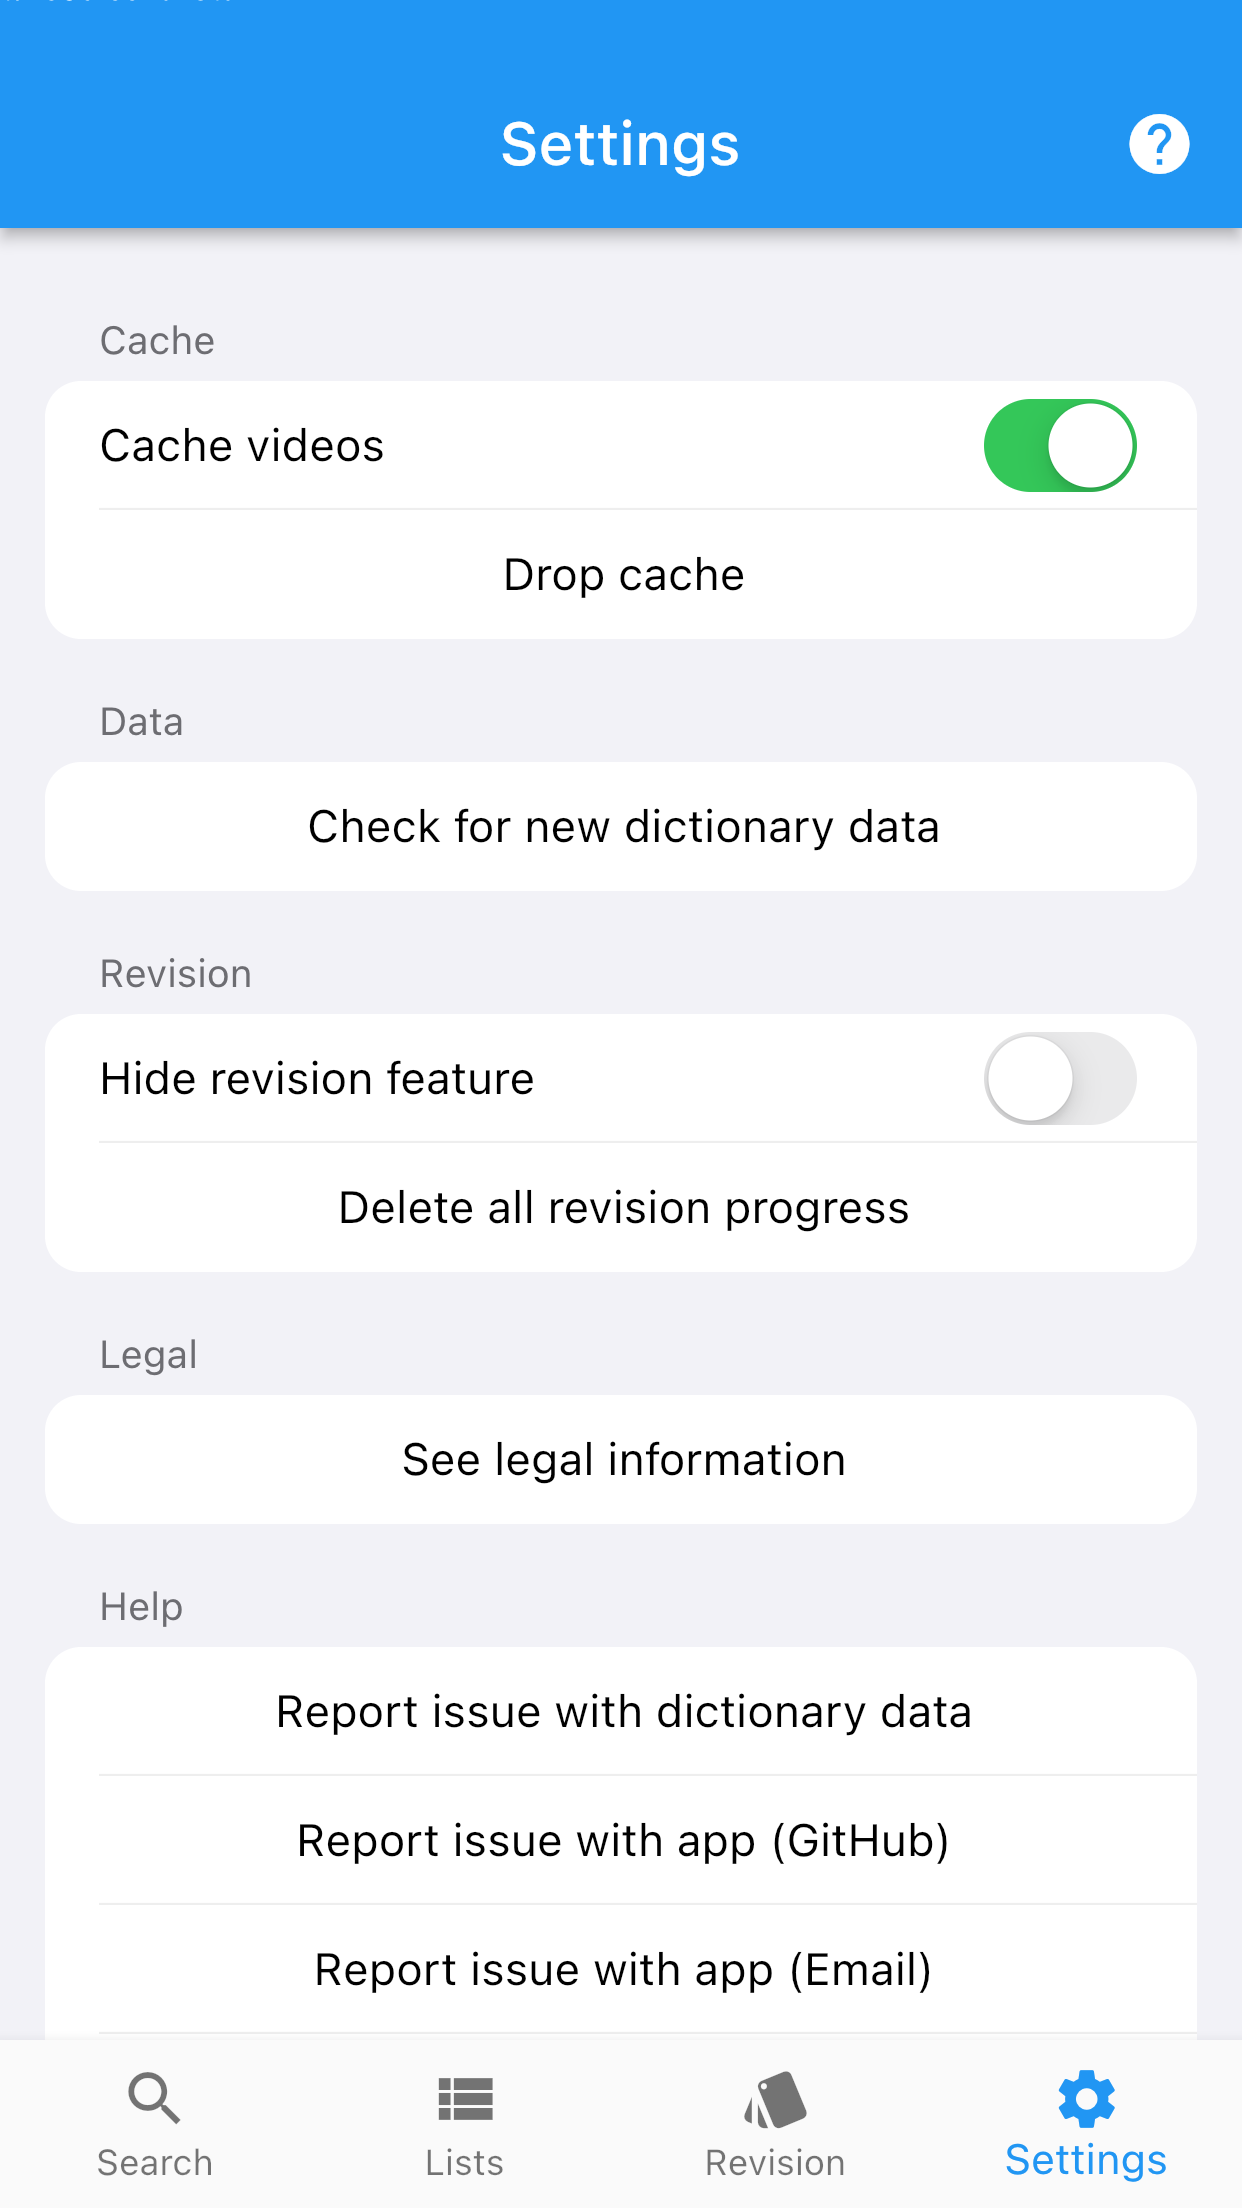 Settings
Cache
Cache videos
Drop cache
Data
Check for new dictionary data
Revision
Hide revision feature
Delete all revision progress
Legal
See legal information
Help
Report issue with dictionary data
Report issue with app (GitHub)
Report issue with app (Email)
Search
Lists
Revision
Settings